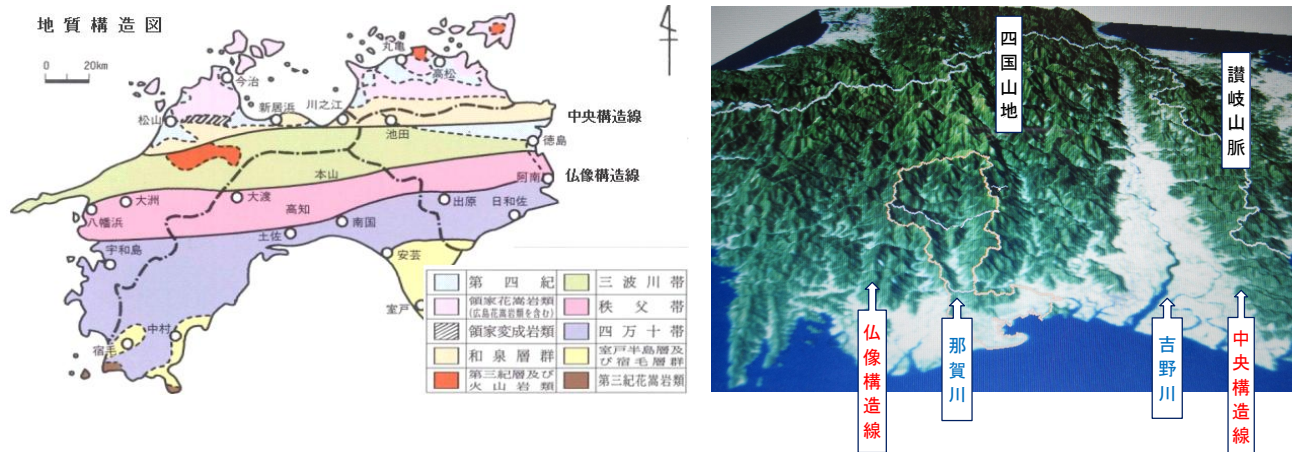 地質構造図
0 20km
丸亀
高松
今治
新居浜
川之江
松山
池田
中央構造線
徳島
本山
阿南
仏像構造線
大洲
大渡
八幡浜
高知
出原
日和佐
南国
土佐
宇和島
安芸
室戸
中村
宿毛
第四紀
三波川帯
領家花崗岩類
(広島花崗岩類を含む)
秩父帯
領家変成岩類
四万十帯
和泉層群
室戸半島層及び宿毛層群
第三紀層及び火山岩類
第三紀花崗岩類
四国山地
讃岐山脈
仏像構造線
那賀川
吉野川
中央構造線